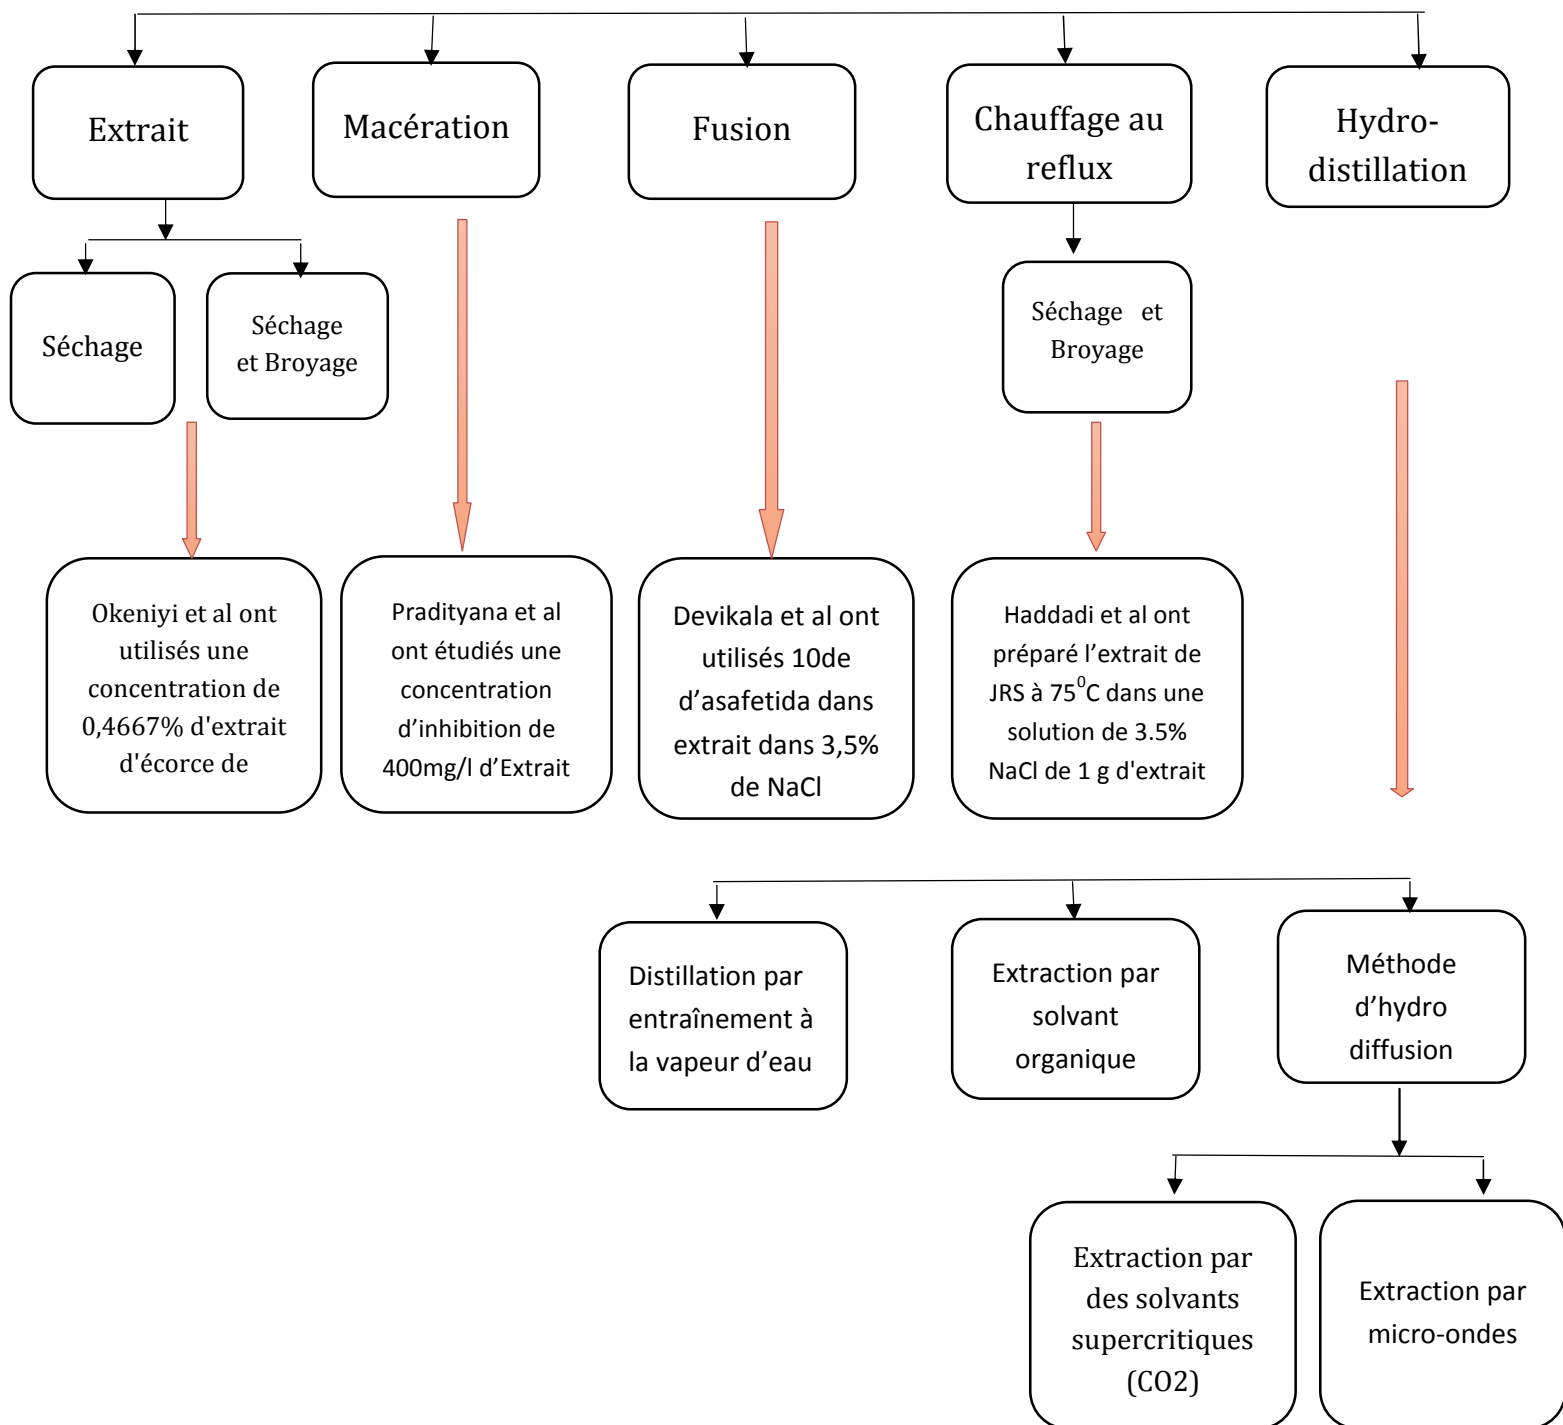 Extrait
Macération
Fusion
Chauffage au
reflux
Hydro-
distillation
Séchage
Séchage
et Broyage
Séchage et
Broyage
Okeniyi et al ont
utilisés une
concentration de
0,4667% d'extrait
d'écorce de
Pradityana et al
ont étudiés une
concentration
d’inhibition de
400mg/l d’Extrait
Devikala et al ont
utilisés 10de
d’asafetida dans
extrait dans 3,5%
de NaCl
Haddadi et al ont
préparé l’extrait de
JRS à 75⁰C dans une
solution de 3.5%
NaCl de 1 g d'extrait
Distillation par
entraînement à
la vapeur d’eau
Extraction par
solvant
organique
Méthode
d’hydro
diffusion
Extraction par
des solvants
supercritiques
(CO2)
Extraction par
micro-ondes